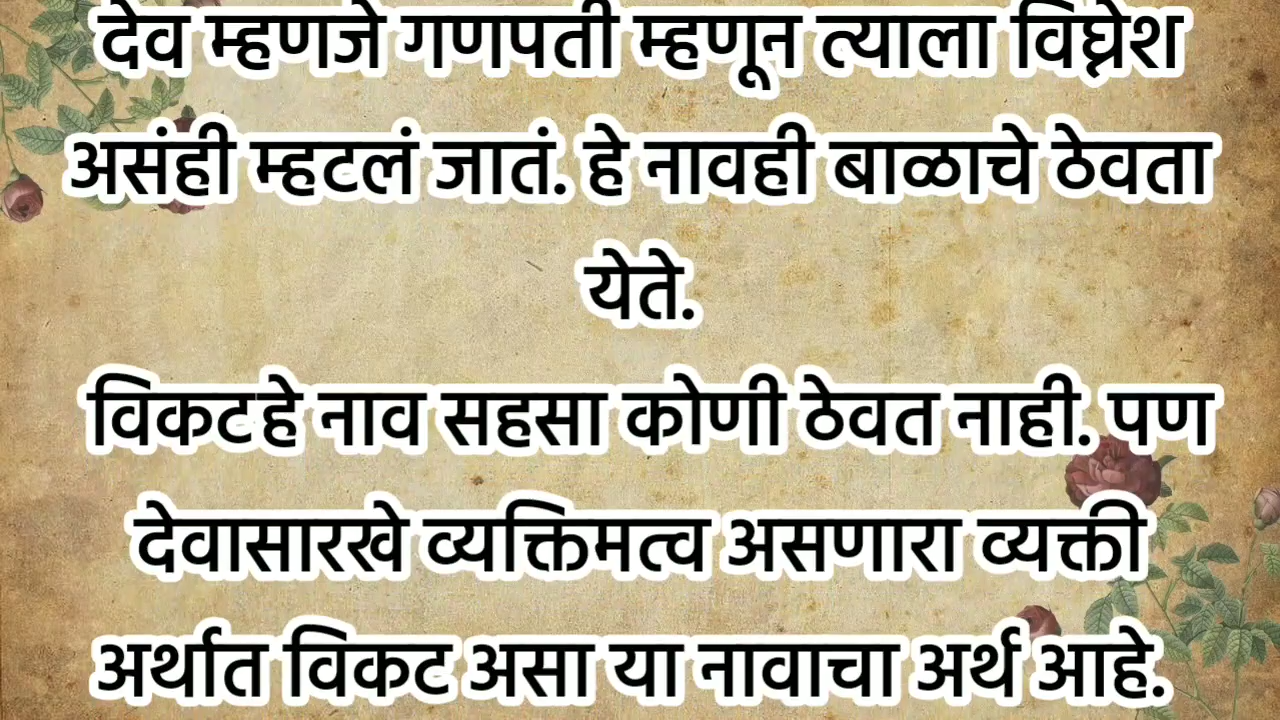 देव म्हणजे गणपती म्हणून त्याला विघ्नेश
असंही म्हटलं जातं. हे नावही बाळाचे ठेवता
येते.
विकट हे नाव सहसा कोणी ठेवत नाही. पण
देवासारखे व्यक्तिमत्व असणारा व्यक्ती
अर्थात विकट असा या नावाचा अर्थ आहे.